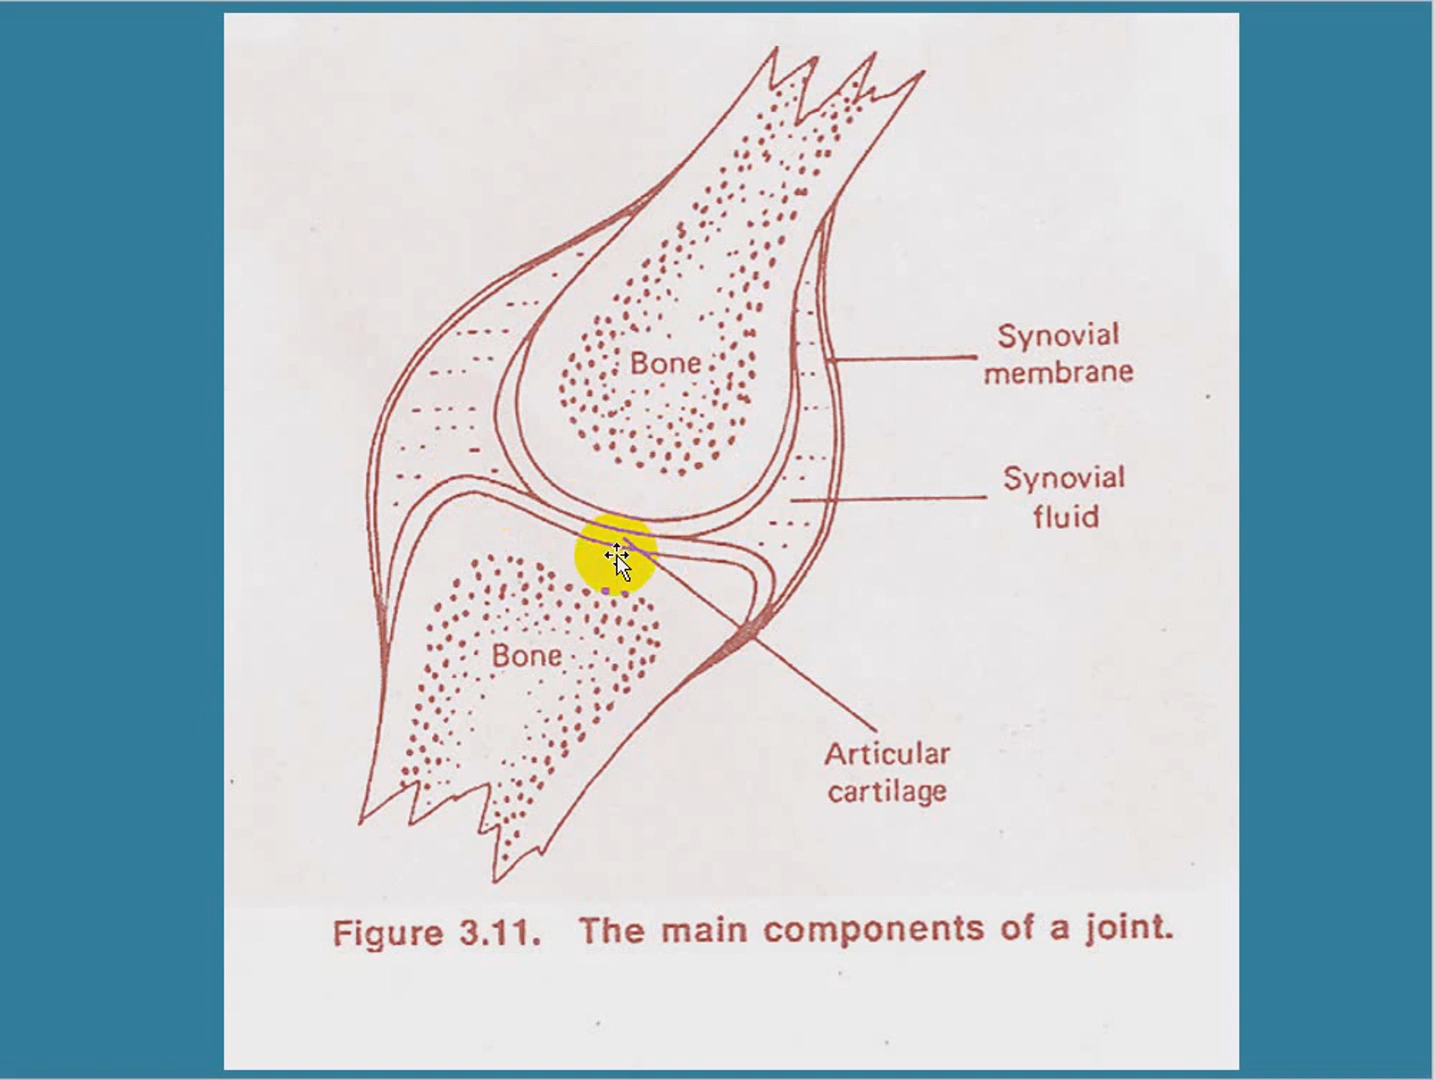 Bone
Synovial
membrane
Synovial
fluid
Bone
Articular
cartilage
Figure 3.11. The main components of a joint.